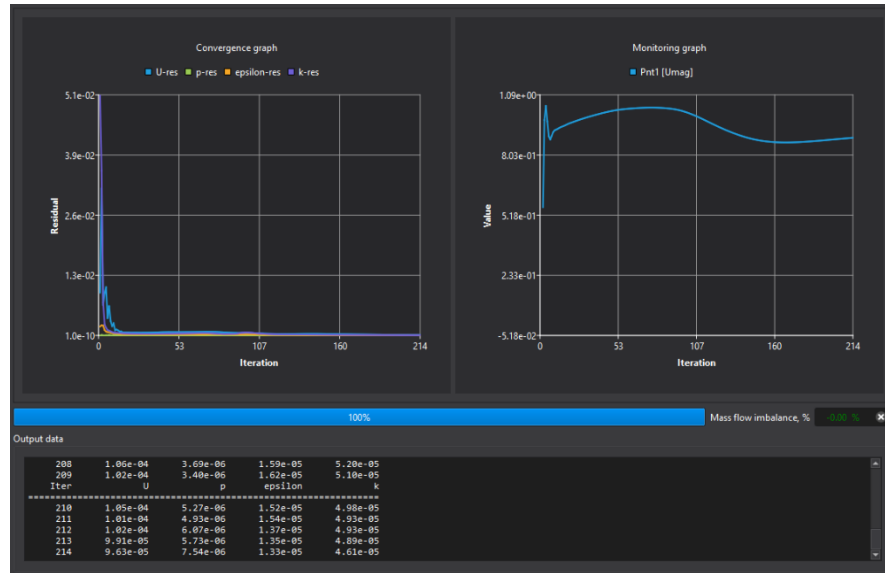 Convergence graph
U-res p-res epsilon-res k-res
5.1e-02
3.9e-02
2.6e-02
1.3e-02
1.0e-10
Residual
0 53 107 160 214
Iteration
Monitoring graph
Pnt1 [Umag]
1.09e+00
8.03e-01
5.18e-01
2.33e-01
-5.18e-02
Value
0 53 107 160 214
Iteration
100%
Mass flow imbalance, % -0.00 %
Output data
208 1.06e-04 3.69e-06 1.59e-05 5.20e-05
209 1.02e-04 3.40e-06 1.62e-05 5.10e-05
Iter U p epsilon k
================================================================
210 1.05e-04 5.27e-06 1.52e-05 4.98e-05
211 1.01e-04 4.93e-06 1.54e-05 4.93e-05
212 1.02e-04 6.07e-06 1.37e-05 4.93e-05
213 9.91e-05 5.73e-06 1.35e-05 4.89e-05
214 9.63e-05 7.54e-06 1.33e-05 4.61e-05